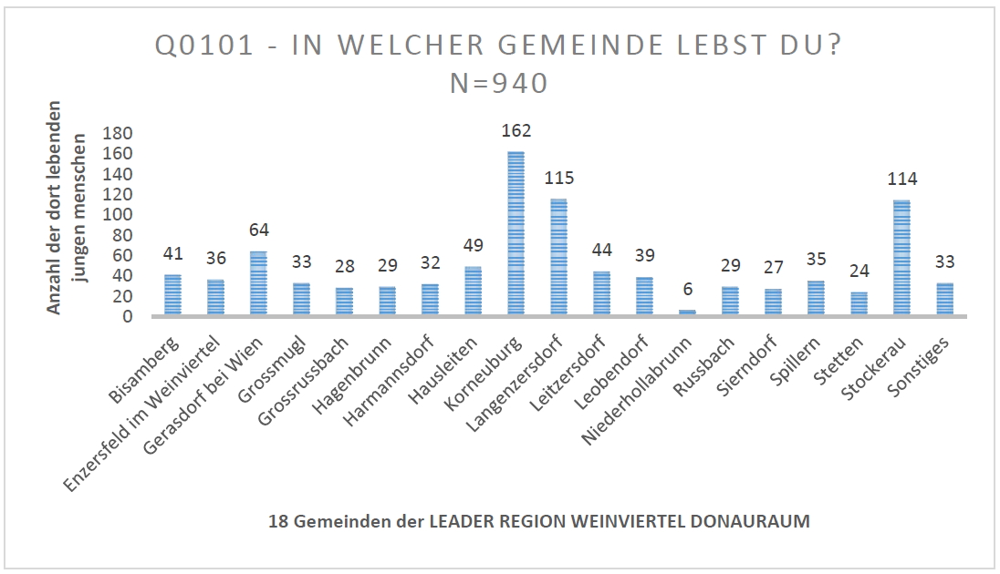 Q0101 - IN WELCHER GEMEINDE LEBST DU?
N=940
Anzahl der dort lebenden
jungen menschen
180
160
140
120
100
80
60
40
20
0
41
36
64
33
28
29
32
49
162
115
44
39
6
29
27
35
24
114
33
Bisamberg
Enzersfeld im Weinviertel
Gerasdorf bei Wien
Grossmugl
Grossrussbach
Hagenbrunn
Harmannsdorf
Hausleiten
Korneuburg
Langenzersdorf
Leitzersdorf
Leobendorf
Niederhollabrunn
Russbach
Sierndorf
Spillern
Stetten
Stockerau
Sonstiges
18 Gemeinden der LEADER REGION WEINVIERTEL DONAURAUM